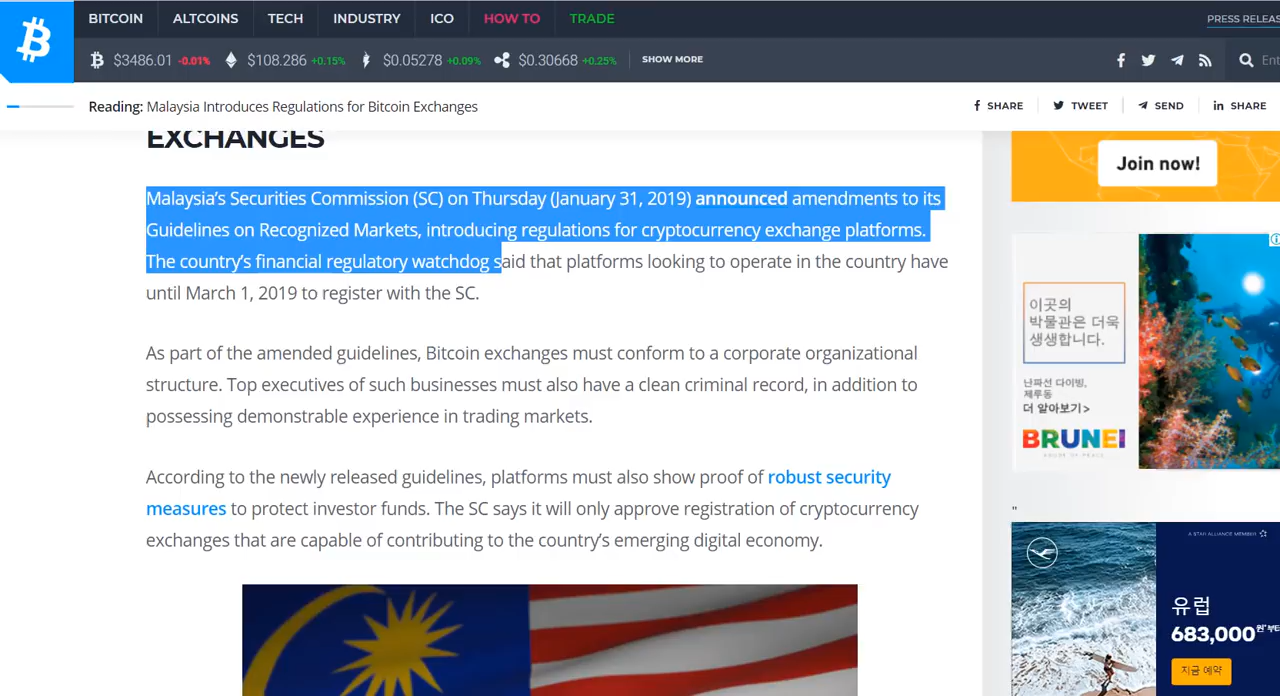 BITCOIN ALTCOINS TECH INDUSTRY ICO HOW TO TRADE PRESS RELEAS
$3486.01 -0.01% $108.286 +0.15% $0.05278 +0.09% $0.30668 +0.25% SHOW MORE Ent
Reading: Malaysia Introduces Regulations for Bitcoin Exchanges SHARE TWEET SEND SHARE
EXCHANGES
Malaysia’s Securities Commission (SC) on Thursday (January 31, 2019) announced amendments to its
Guidelines on Recognized Markets, introducing regulations for cryptocurrency exchange platforms.
The country’s financial regulatory watchdog said that platforms looking to operate in the country have
until March 1, 2019 to register with the SC.
As part of the amended guidelines, Bitcoin exchanges must conform to a corporate organizational
structure. Top executives of such businesses must also have a clean criminal record, in addition to
possessing demonstrable experience in trading markets.
According to the newly released guidelines, platforms must also show proof of robust security
measures to protect investor funds. The SC says it will only approve registration of cryptocurrency
exchanges that are capable of contributing to the country’s emerging digital economy.
Join now!
이곳의
박물관은 더욱
생생합니다.
난파선 다이빙,
제루동
더 알아보기>
BRUNEI
"
A STAR ALLIANCE MEMBER
유럽
683,000원*부터
지금 예약